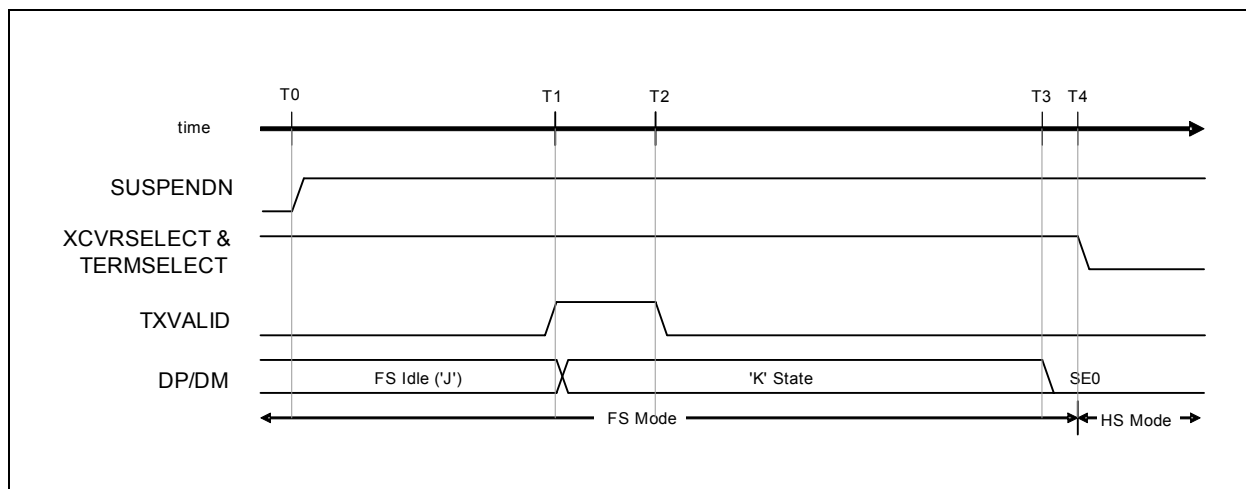 T0 T1 T2 T3 T4
time
SUSPENDN
XCVRSELECT &
TERMSELECT
TXVALID
DP/DM FS Idle ('J') 'K' State SE0
FS Mode HS Mode